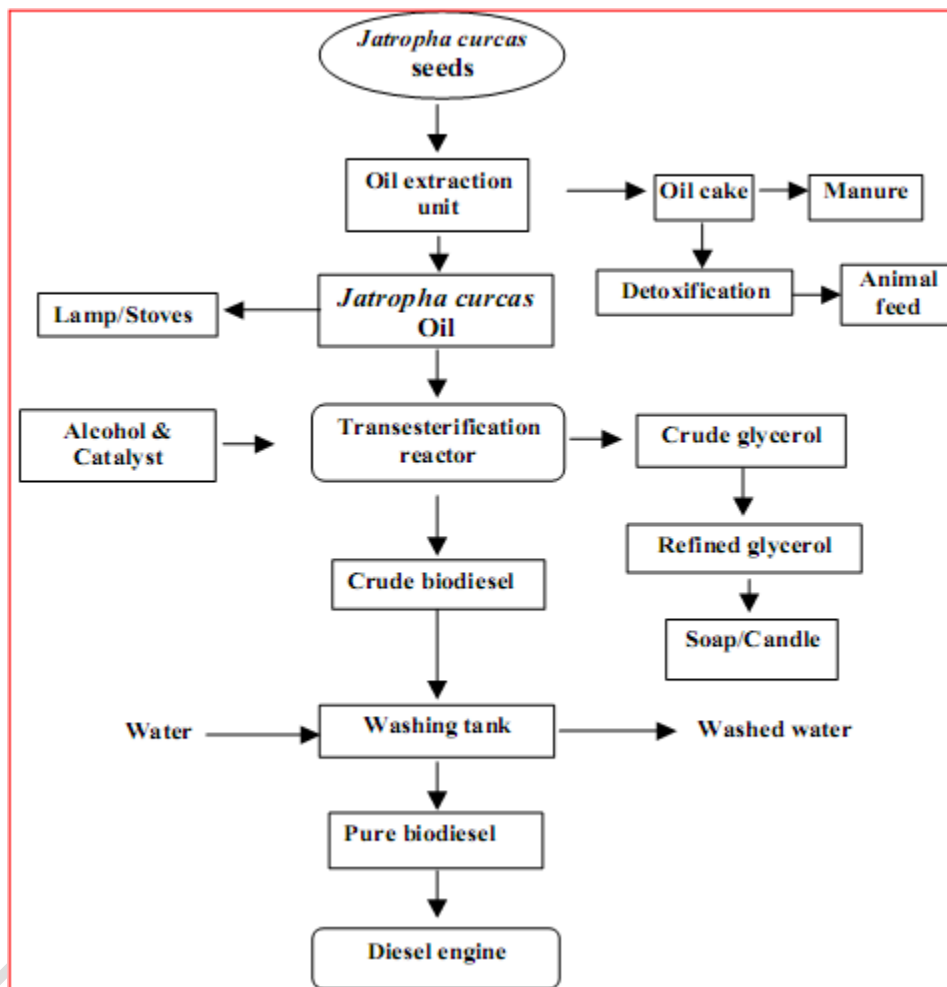 Jatropha curcas
seeds
Oil extraction
unit
Oil cake
Manure
Detoxification
Animal
feed
Jatropha curcas
Oil
Lamp/Stoves
Alcohol &
Catalyst
Transesterification
reactor
Crude glycerol
Refined glycerol
Crude biodiesel
Soap/Candle
Water
Washing tank
Washed water
Pure biodiesel
Diesel engine